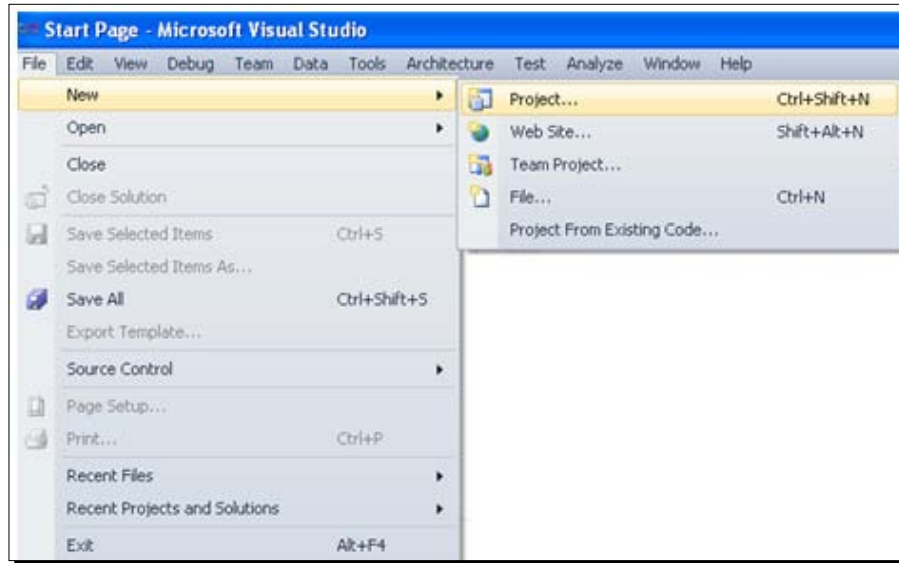 Start Page - Microsoft Visual Studio
File Edit View Debug Team Data Tools Architecture Test Analyze Window Help
New
Open
Close
Close Solution
Save Selected Items Ctrl+S
Save Selected Items As...
Save All Ctrl+Shift+S
Export Template...
Source Control
Page Setup...
Print... Ctrl+P
Recent Files
Recent Projects and Solutions
Exit Alt+F4
Project... Ctrl+Shift+N
Web Site... Shift+Alt+N
Team Project...
File... Ctrl+N
Project From Existing Code...